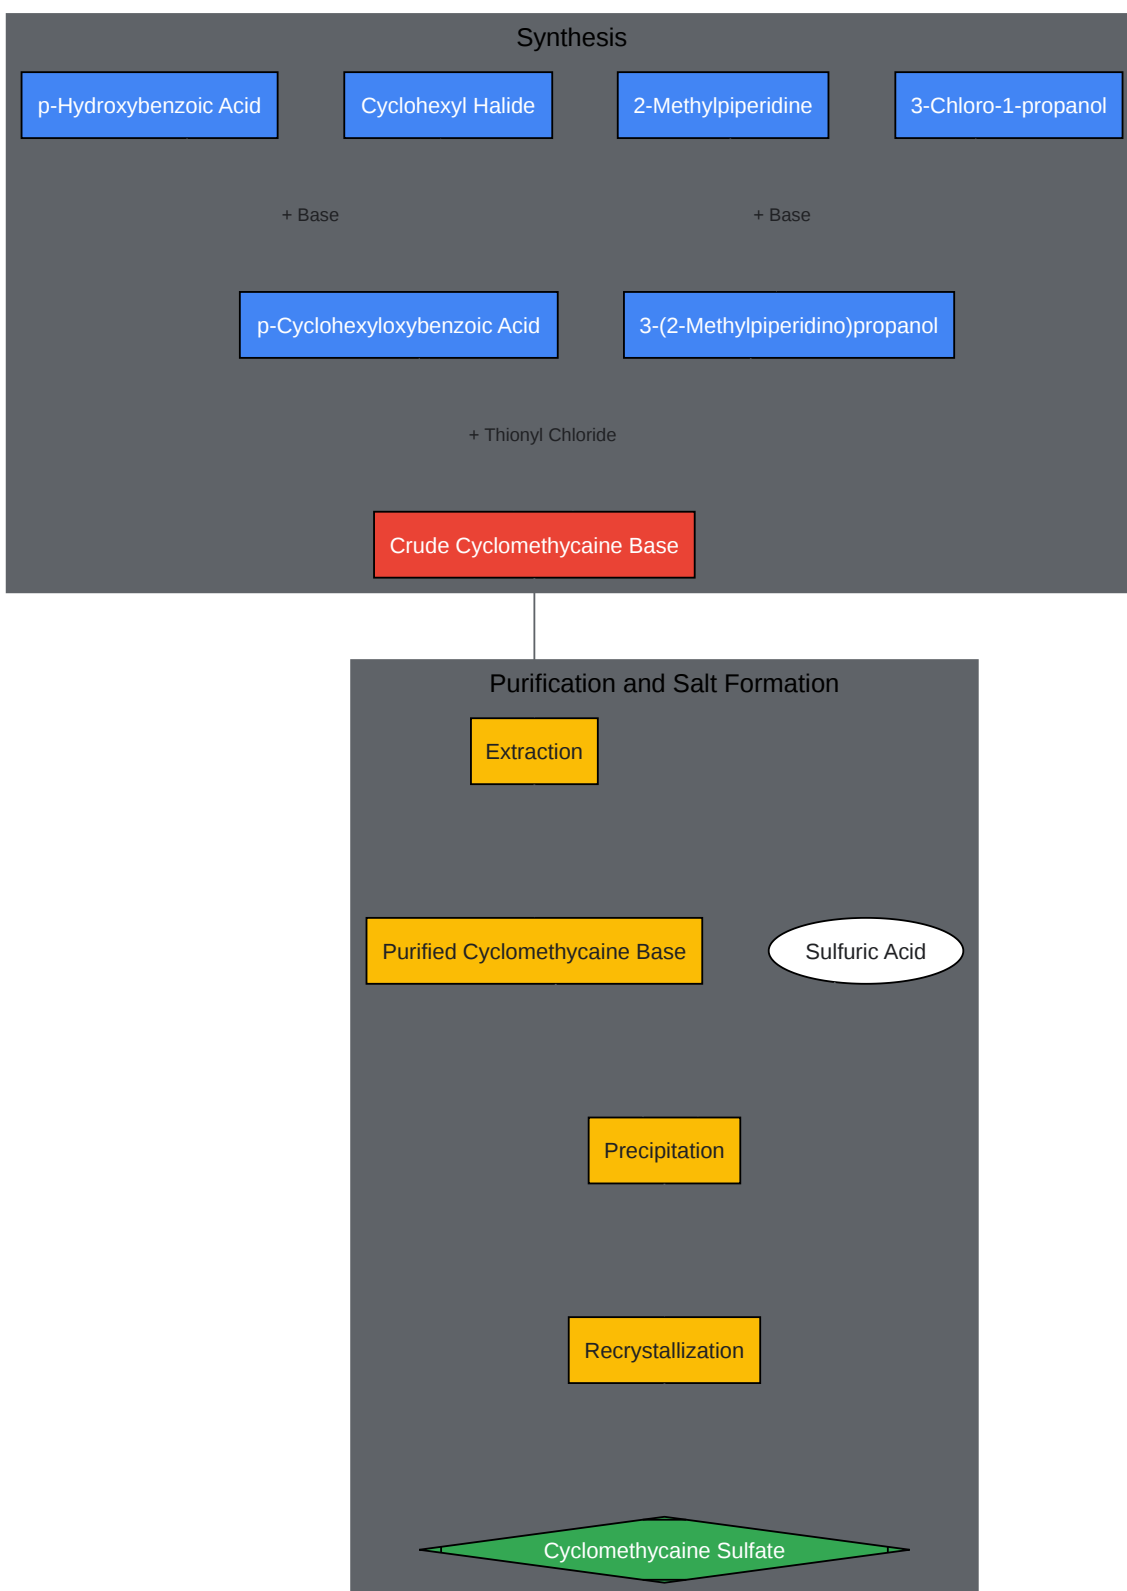 Synthesis
p-Hydroxybenzoic Acid
Cyclohexyl Halide
2-Methylpiperidine
3-Chloro-1-propanol
+ Base
+ Base
p-Cyclohexyloxybenzoic Acid
3-(2-Methylpiperidino)propanol
+ Thionyl Chloride
Crude Cyclomethycaine Base
Purification and Salt Formation
Extraction
Purified Cyclomethycaine Base
Sulfuric Acid
Precipitation
Recrystallization
Cyclomethycaine Sulfate